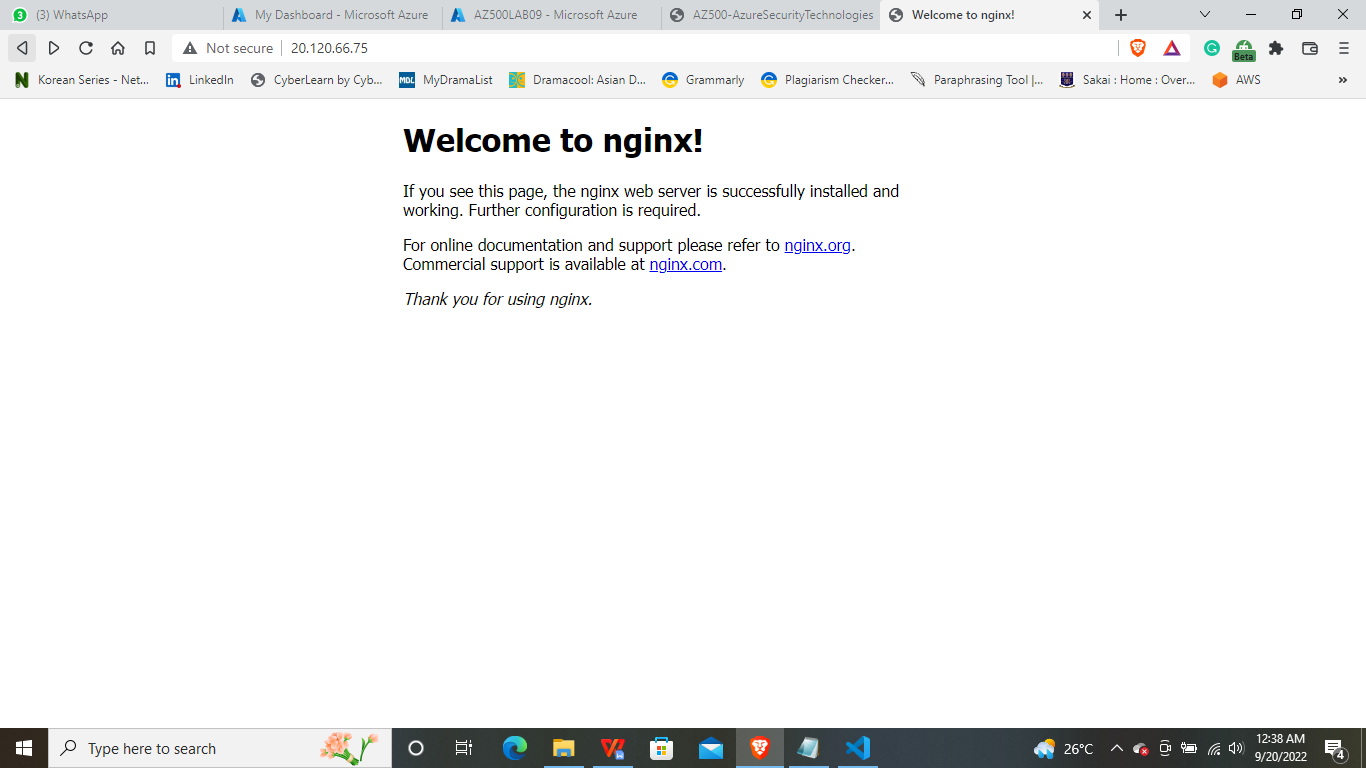 3 (3) WhatsApp
My Dashboard - Microsoft Azure
AZ500LAB09 - Microsoft Azure
AZ500-AzureSecurityTechnologies
Welcome to nginx!
Not secure 20.120.66.75
Beta
N Korean Series - Net...
in LinkedIn
CyberLearn by Cyb...
MDL MyDramaList
Dramacool: Asian D...
Grammarly
Plagiarism Checker...
Paraphrasing Tool |...
Sakai : Home : Over...
AWS
»
Welcome to nginx!
If you see this page, the nginx web server is successfully installed and
working. Further configuration is required.
For online documentation and support please refer to nginx.org.
Commercial support is available at nginx.com.
Thank you for using nginx.
Type here to search
26°C
12:38 AM
9/20/2022
4